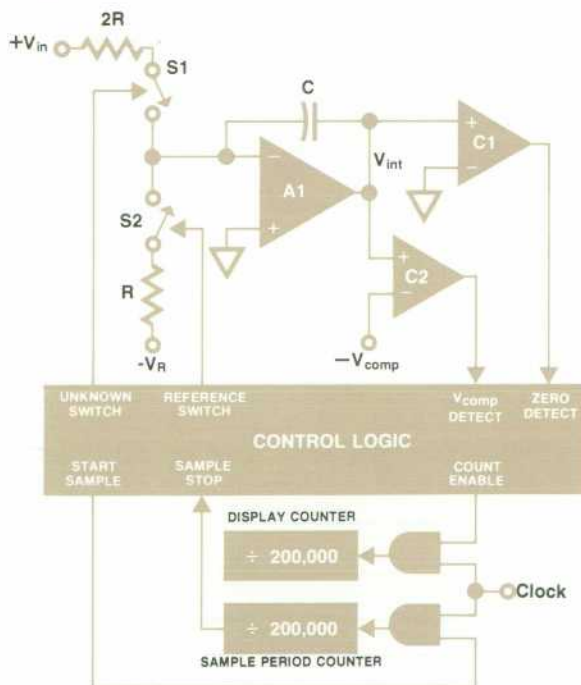 2R
+Vin
S1
C
+
−
C1
Vint
−
A1
+
S2
+
C2
−
R
-VR
−Vcomp
UNKNOWN
SWITCH
REFERENCE
SWITCH
Vcomp
DETECT
ZERO
DETECT
CONTROL LOGIC
START
SAMPLE
SAMPLE
STOP
COUNT
ENABLE
DISPLAY COUNTER
÷ 200,000
Clock
÷ 200,000
SAMPLE PERIOD COUNTER